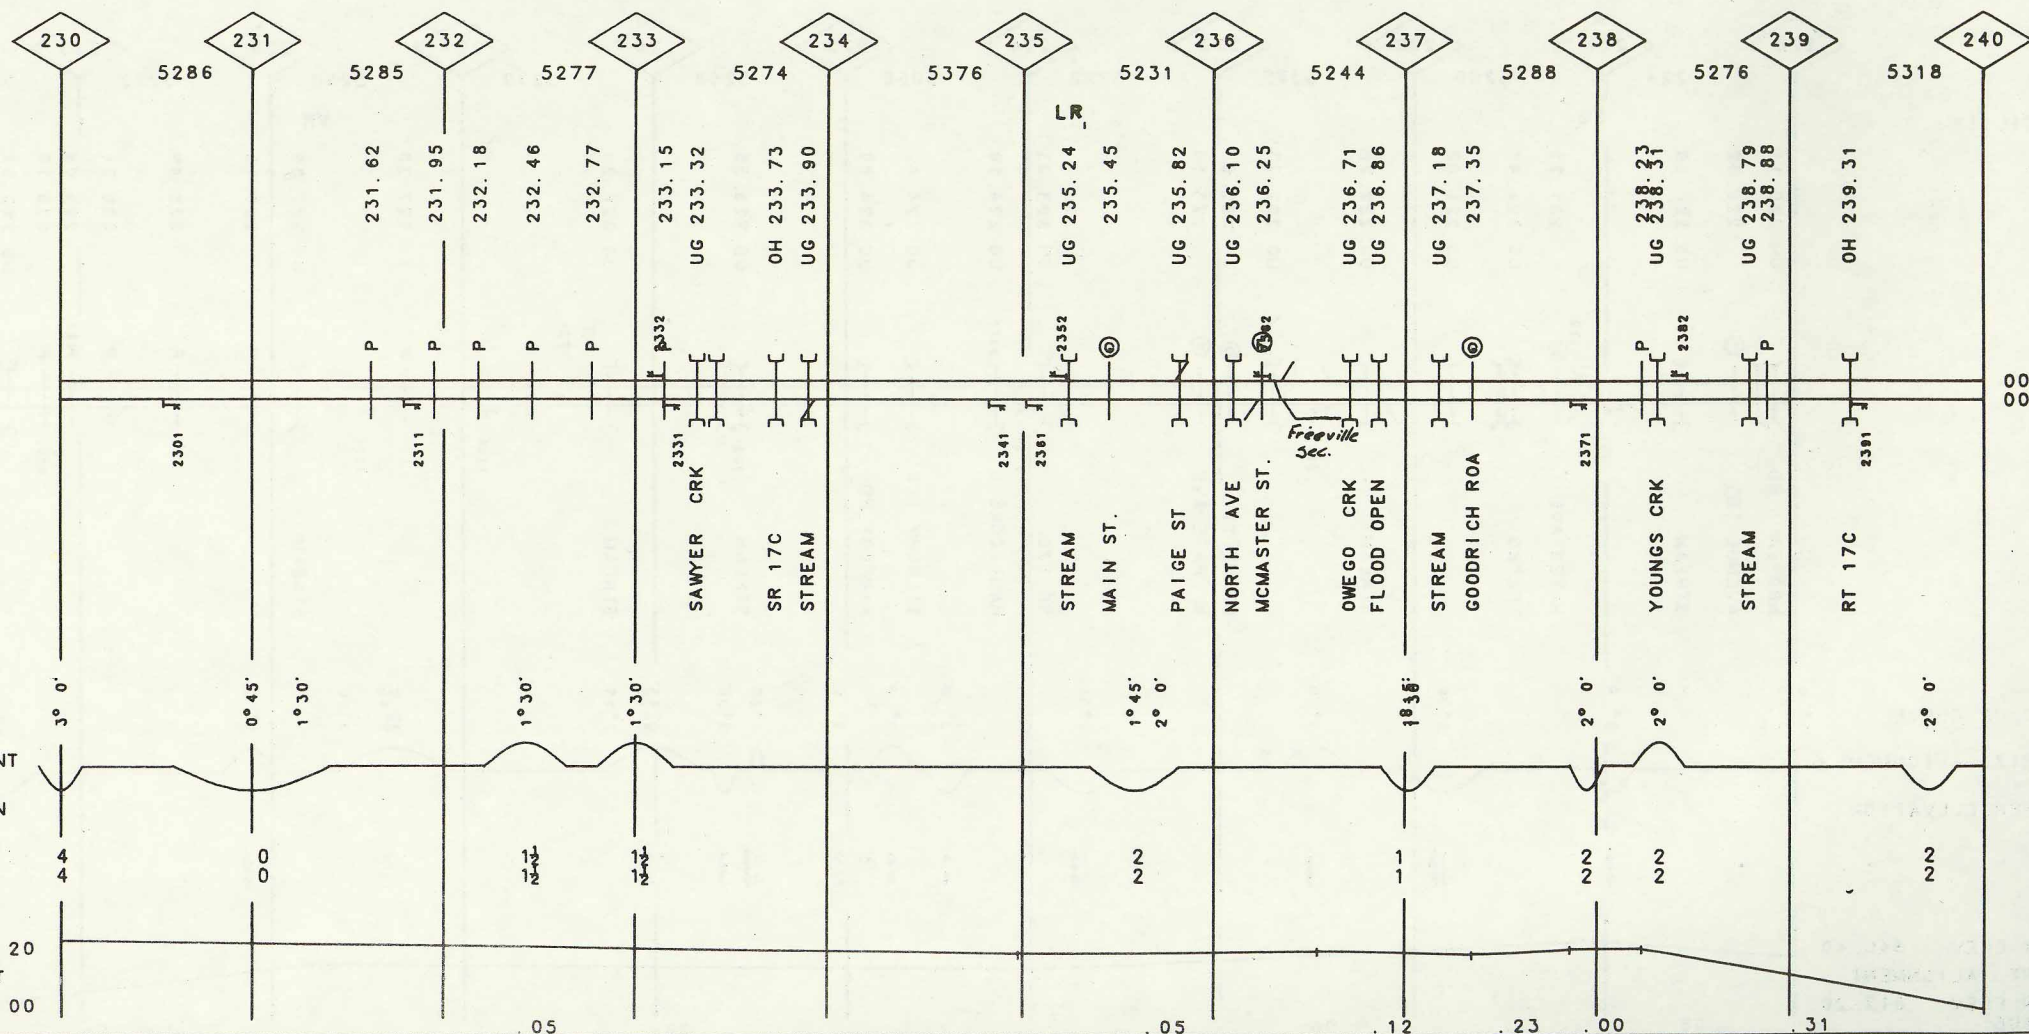 230 231 232 233 234 235 236 237 238 239 240
5286 5285 5277 5274 5376 5231 5244 5288 5276 5318
LR
231.62
231.95
232.18
232.46
232.77
233.15
UG 233.32
OH 233.73
UG 233.90
UG 235.24
235.45
UG 235.82
UG 236.10
236.25
UG 236.71
UG 236.86
UG 237.18
237.35
238.23
UG 238.31
UG 238.79
238.88
OH 239.31
P P P P P P P P
2332 2352 2382
00
00
2301 2311 2331 2341 2361 2371 2391
Freeville
Sec.
SAWYER CRK
SR 17C
STREAM
STREAM
MAIN ST.
PAIGE ST
NORTH AVE
MCMASTER ST.
OWEGO CRK
FLOOD OPEN
STREAM
GOODRICH ROA
YOUNGS CRK
STREAM
RT 17C
3° 0'
0° 45'
1° 30'
1° 30'
1° 30'
1° 45'
2° 0'
2° 0'
2° 0'
2° 0'
NT
N
4 0 1½ 1½ 2 1 2 2 2
4 0 1½ 1½ 2 1 2 2 2
20
T
00
.05 .05 .12 .23 .00 .31